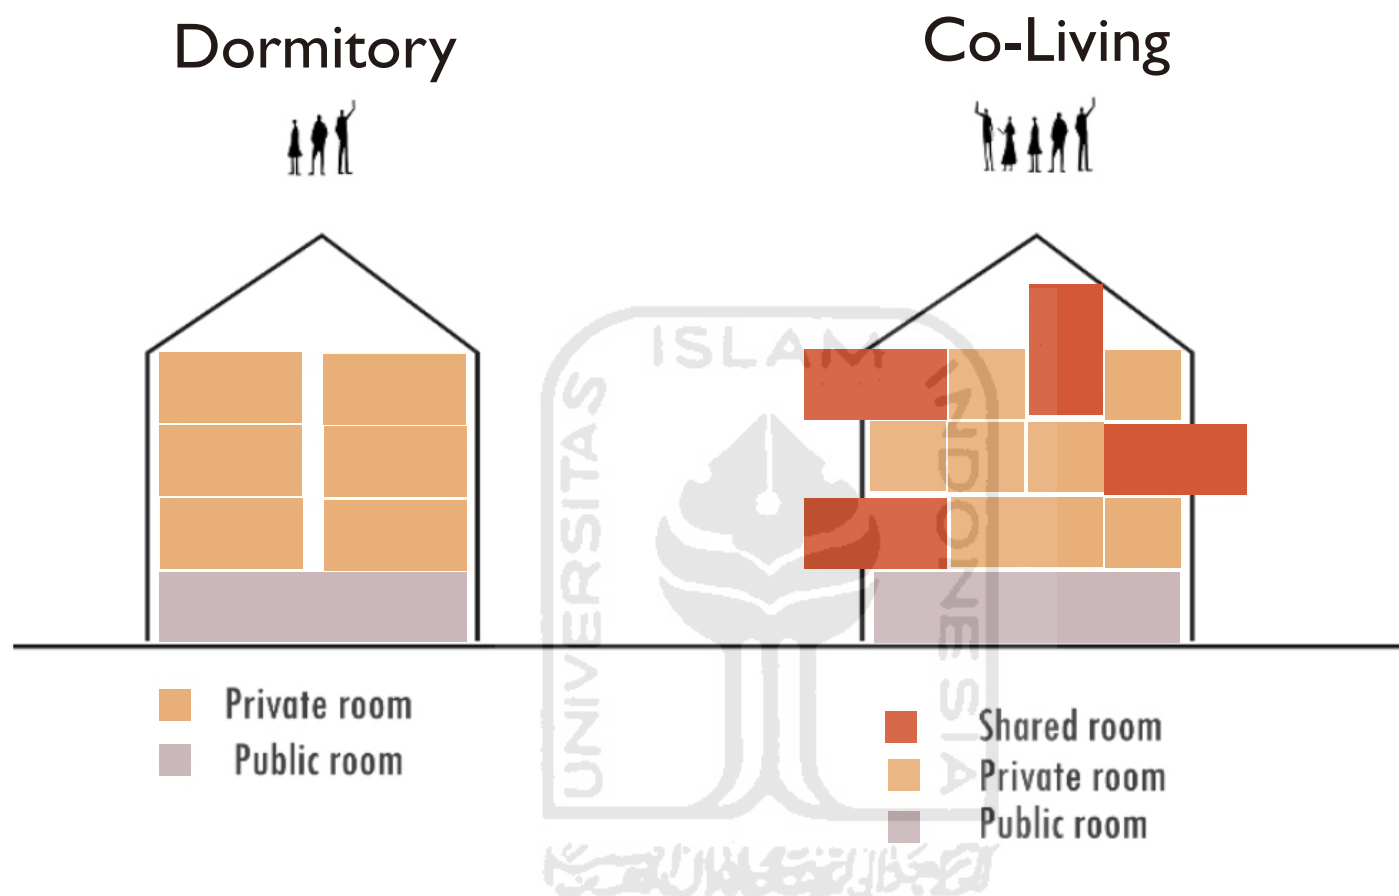 Dormitory
Co-Living
Private room
Public room
Shared room
Private room
Public room
UNIVERSITAS
ISLAM
INDONESIA